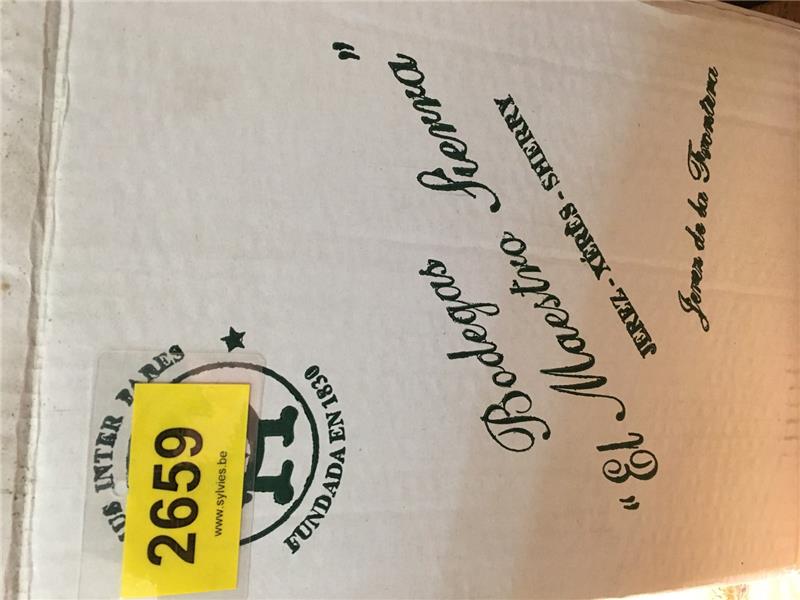 Bodegas
"El Maestro Sierra"
JEREZ - XÉRÈS - SHERRY
Jerez de la Frontera
INTER PARES
FUNDADA EN 1830
2659
www.sylvies.be